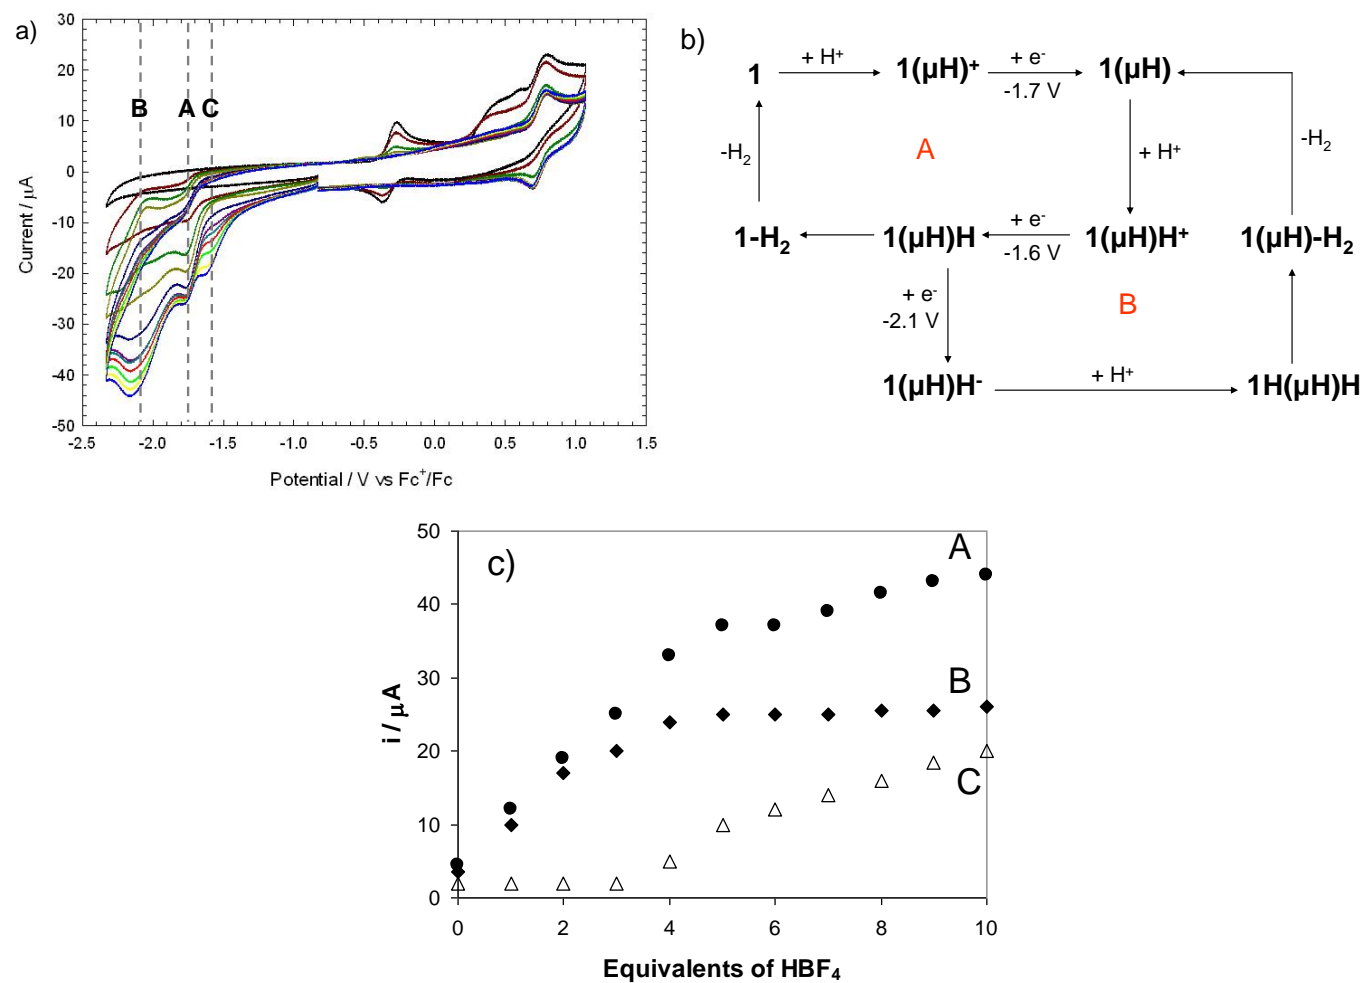 a)
30
20
10
0
-10
-20
-30
-40
-50
B A C
Current / μA
-2.5 -2.0 -1.5 -1.0 -0.5 0.0 0.5 1.0 1.5
Potential / V vs Fc⁺/Fc
b)
1 + H⁺ 1(μH)⁺ + e⁻ -1.7 V 1(μH)
-H₂ A + H⁺ -H₂
1-H₂ 1(μH)H + e⁻ -1.6 V 1(μH)H⁺ 1(μH)-H₂
+ e⁻
-2.1 V
B
1(μH)H⁻ + H⁺ 1H(μH)H
c)
50
40
30
20
10
0
i / μA
A
B
C
0 2 4 6 8 10
Equivalents of HBF₄